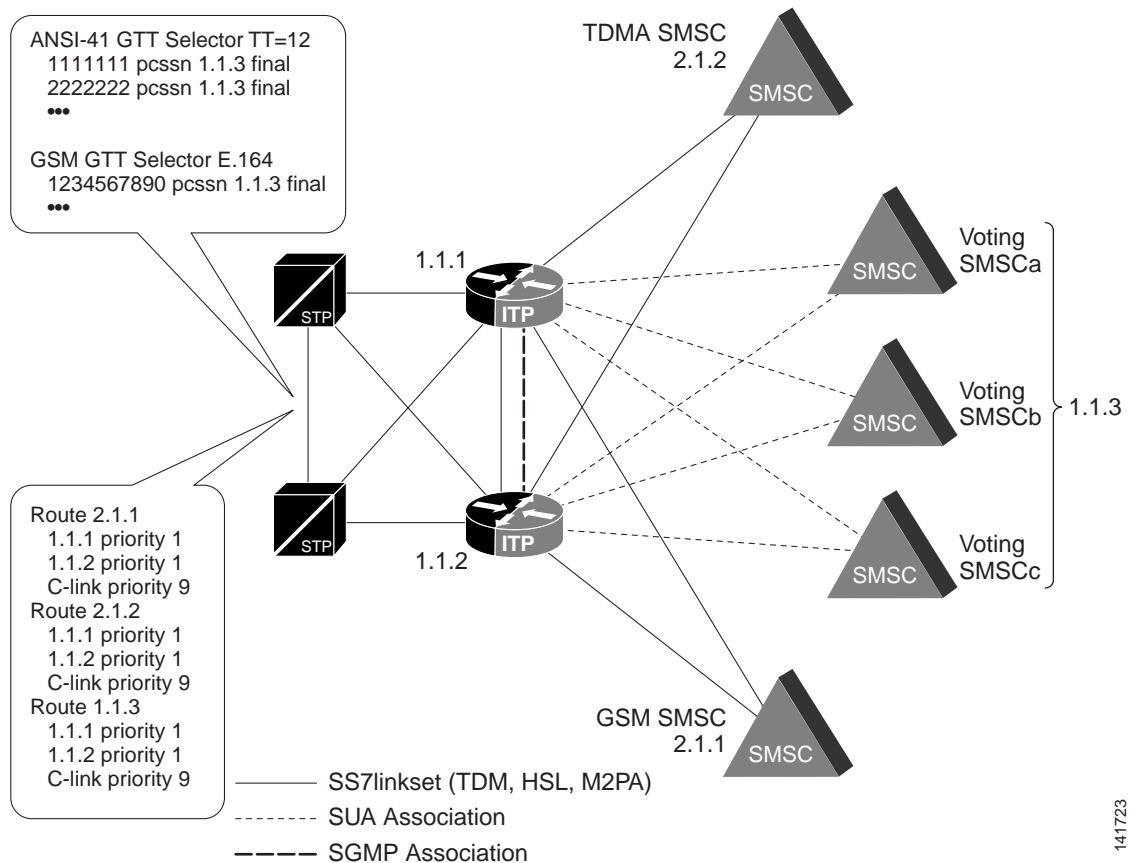 ANSI-41 GTT Selector TT=12
1111111 pcssn 1.1.3 final
2222222 pcssn 1.1.3 final
•••
GSM GTT Selector E.164
1234567890 pcssn 1.1.3 final
•••
TDMA SMSC
2.1.2
SMSC
1.1.1
STP
ITP
SMSC
Voting
SMSCa
SMSC
Voting
SMSCb
1.1.3
STP
ITP
1.1.2
SMSC
Voting
SMSCc
Route 2.1.1
1.1.1 priority 1
1.1.2 priority 1
C-link priority 9
Route 2.1.2
1.1.1 priority 1
1.1.2 priority 1
C-link priority 9
Route 1.1.3
1.1.1 priority 1
1.1.2 priority 1
C-link priority 9
GSM SMSC
2.1.1
SMSC
SS7linkset (TDM, HSL, M2PA)
SUA Association
SGMP Association
141723